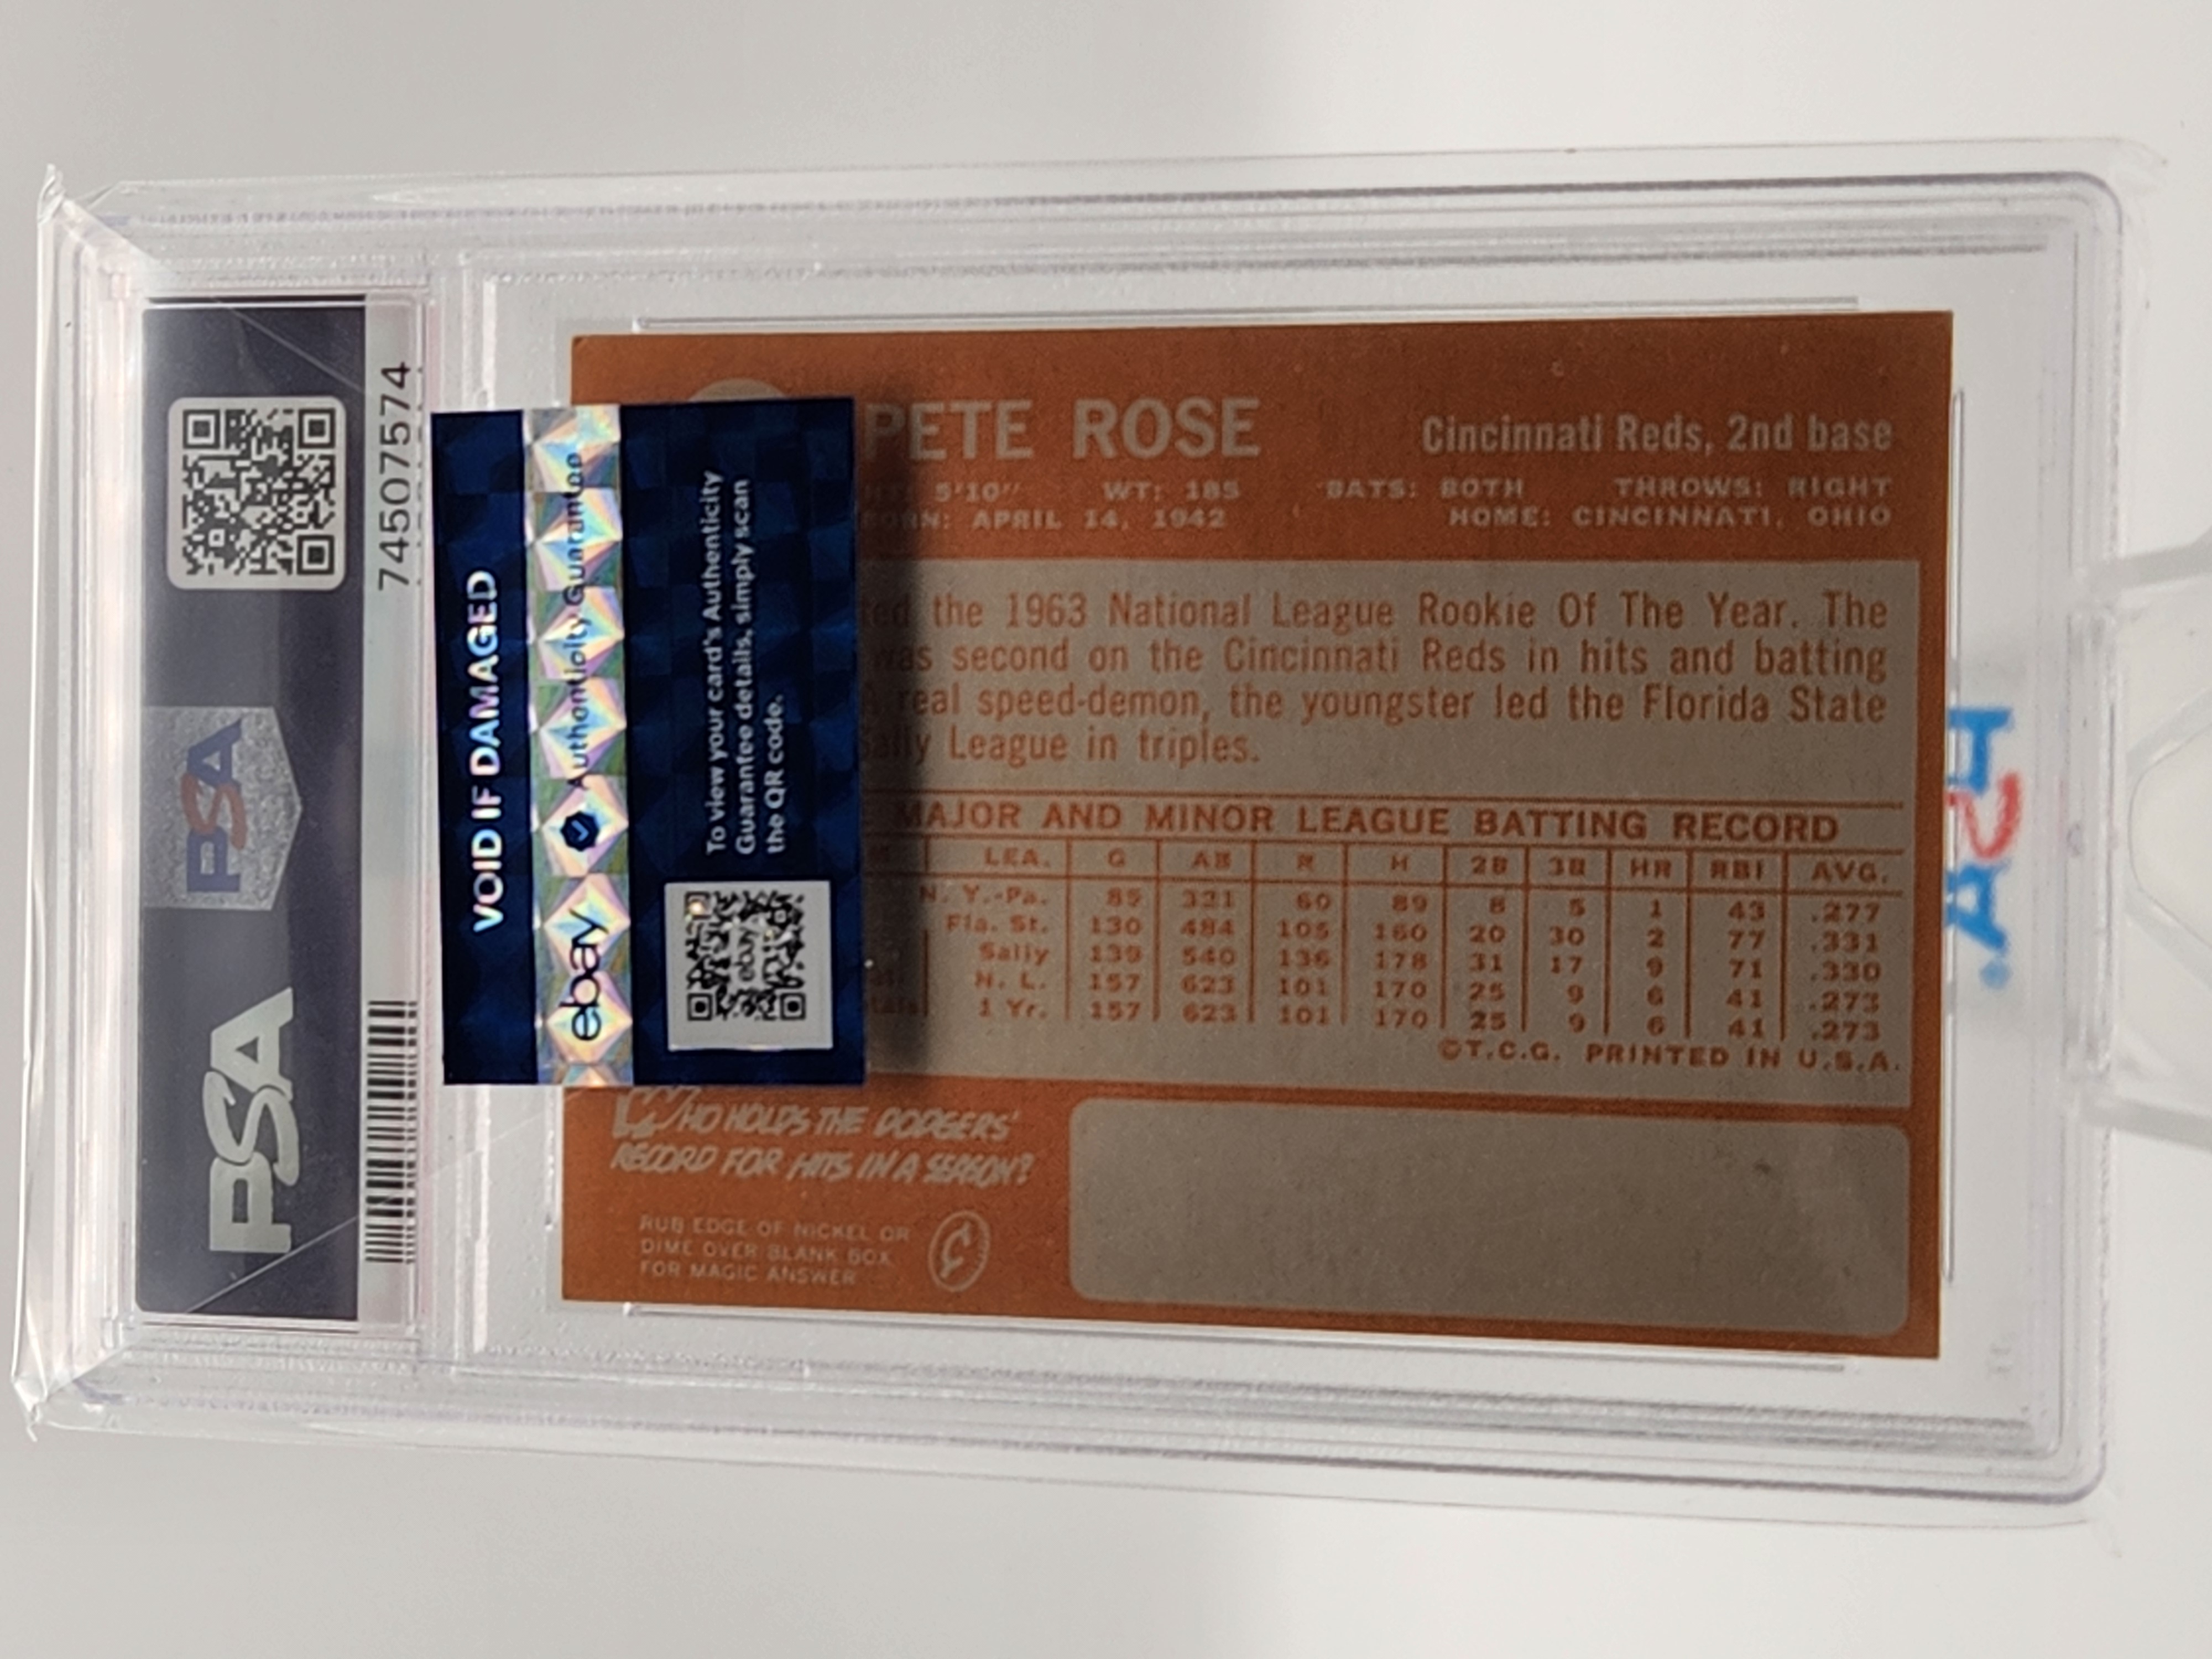 PSA
PSA
74507574
VOID IF DAMAGED
ebay Authenticity Guarantee
To view your card's Authenticity
Guarantee details, simply scan
the QR code.
ebay
PETE ROSE
Cincinnati Reds, 2nd base
5'10" WT: 185 BATS: BOTH THROWS: RIGHT
APRIL 14, 1942 HOME: CINCINNATI, OHIO
the 1963 National League Rookie Of The Year. The
was second on the Cincinnati Reds in hits and batting
real speed-demon, the youngster led the Florida State
League in triples.
MAJOR AND MINOR LEAGUE BATTING RECORD
LEA. G AB R H 2B 3B HR RBI AVG.
N. Y.-Pa. 85 321 60 89 8 5 1 43 .277
Fla. St. 130 484 105 160 20 30 2 77 .331
Sally 139 540 136 178 31 17 9 71 .330
N. L. 157 623 101 170 25 9 6 41 .273
1 Yr. 157 623 101 170 25 9 6 41 .273
©T.C.G. PRINTED IN U.S.A.
WHO HOLDS THE DODGERS'
RECORD FOR HITS IN A SEASON?
RUB EDGE OF NICKEL OR
DIME OVER BLANK BOX
FOR MAGIC ANSWER